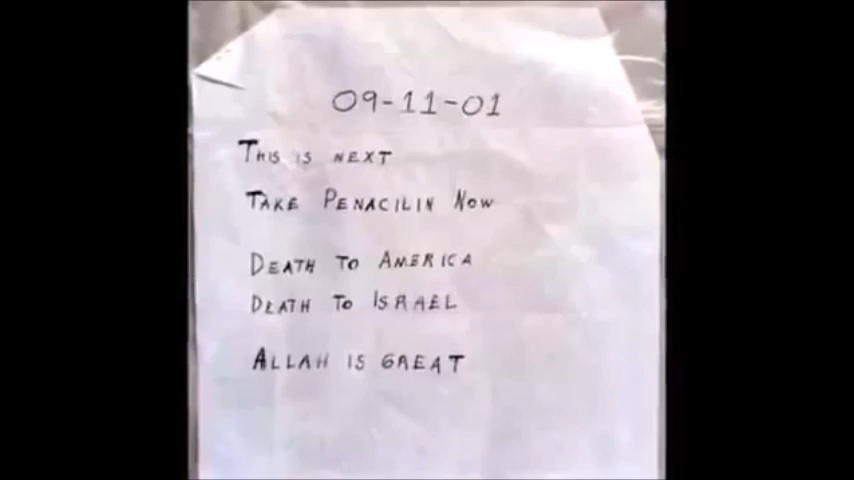 09-11-01
THIS IS NEXT
TAKE PENACILIN NOW
DEATH TO AMERICA
DEATH TO ISRAEL
ALLAH IS GREAT